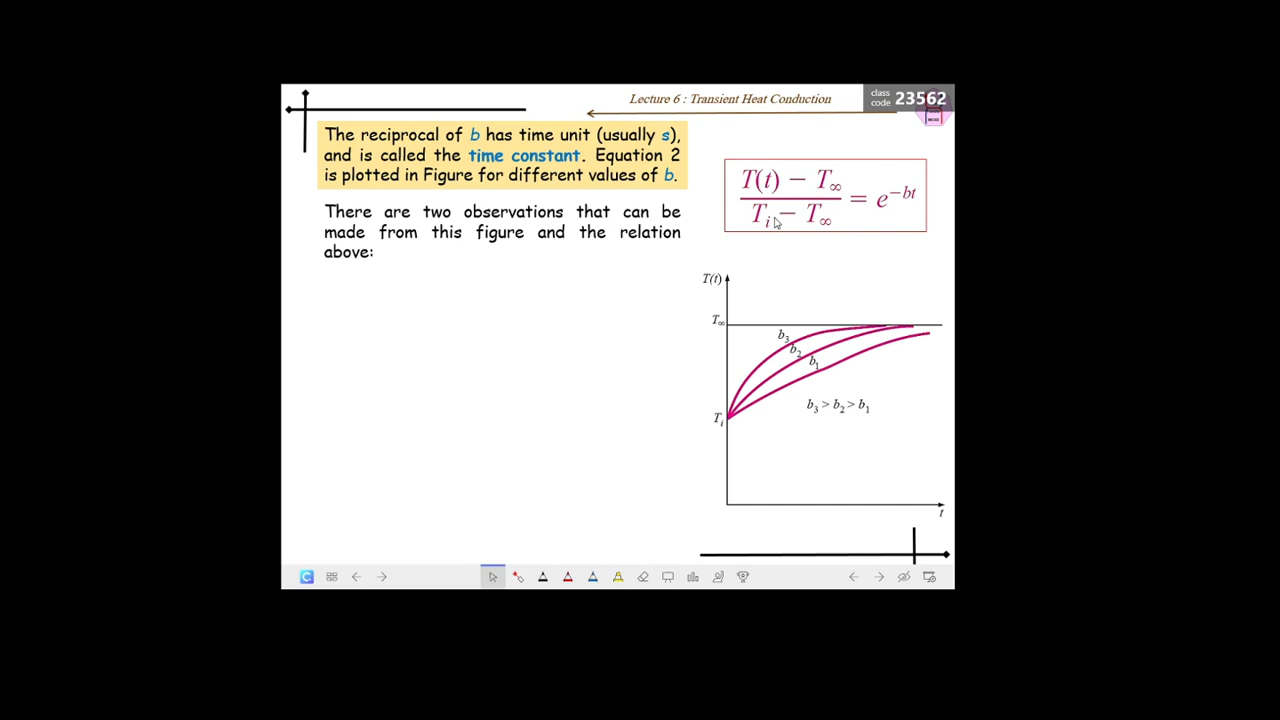 Lecture 6 : Transient Heat Conduction
class code 23562
The reciprocal of b has time unit (usually s),
and is called the time constant. Equation 2
is plotted in Figure for different values of b.
There are two observations that can be
made from this figure and the relation
above:
T(t) − T∞
Ti − T∞
= e^−bt
T(t)
T∞
b3
b2
b1
b3 > b2 > b1
Ti
t